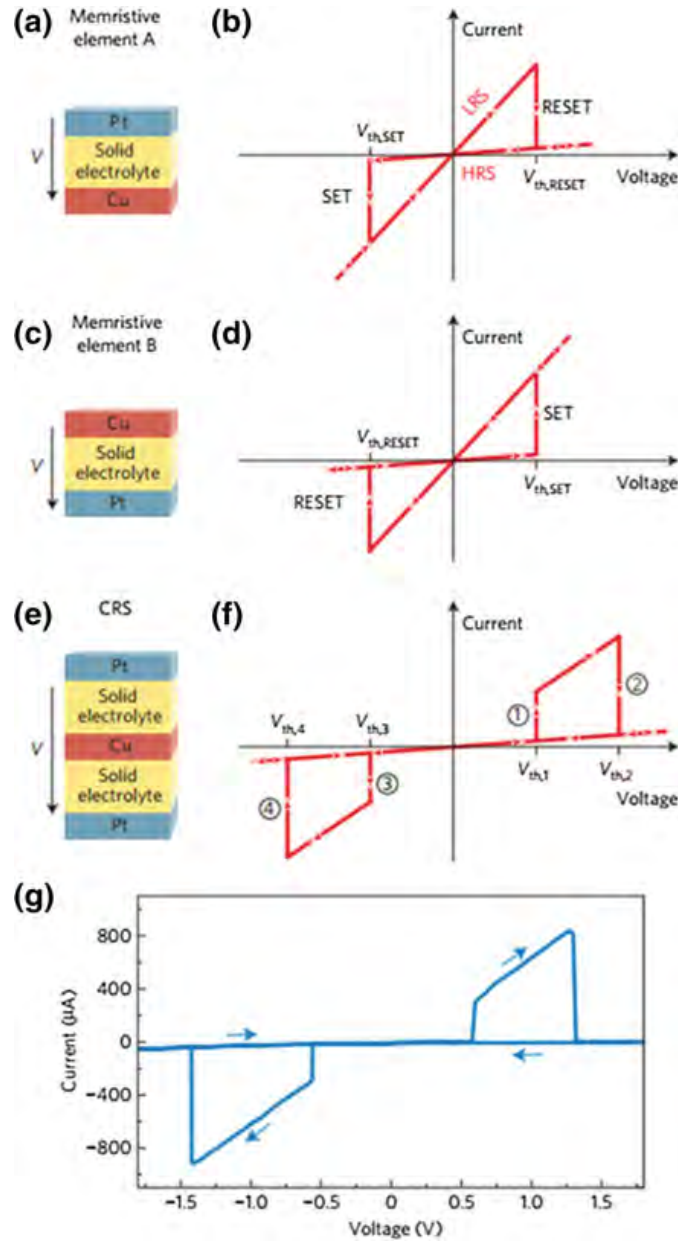 (a)
Memristive
element A
V
Pt
Solid
electrolyte
Cu
(b)
Current
LRS
RESET
V_th,SET
HRS
V_th,RESET
Voltage
SET
(c)
Memristive
element B
V
Cu
Solid
electrolyte
Pt
(d)
Current
SET
V_th,RESET
V_th,SET
Voltage
RESET
(e)
CRS
V
Pt
Solid
electrolyte
Cu
Solid
electrolyte
Pt
(f)
Current
②
①
V_th,4
V_th,3
V_th,1
V_th,2
Voltage
③
④
(g)
Current (μA)
800
400
0
−400
−800
−1.5
−1.0
−0.5
0
0.5
1.0
1.5
Voltage (V)